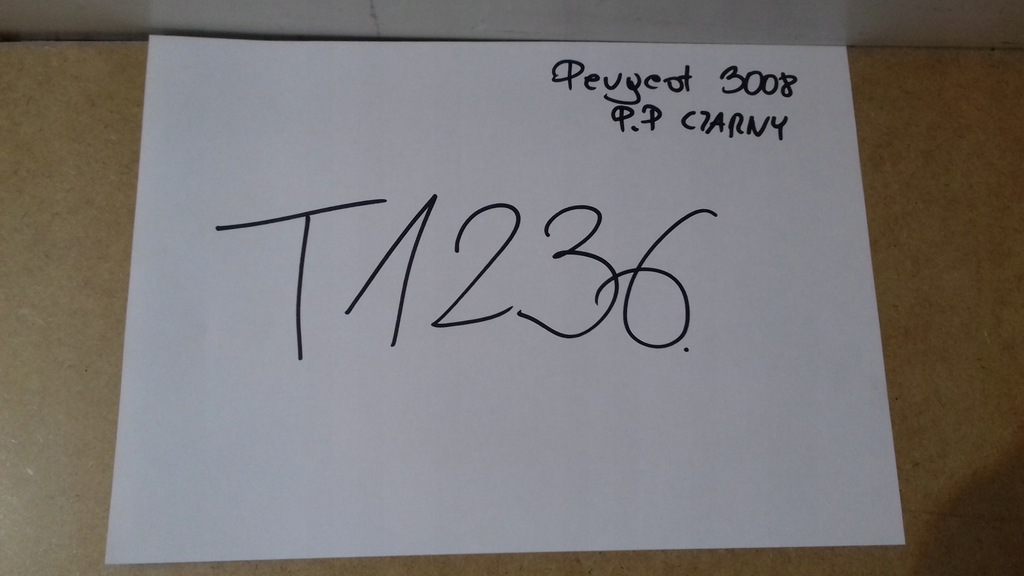 Peugeot 3008
P.P CZARNY
T1236.